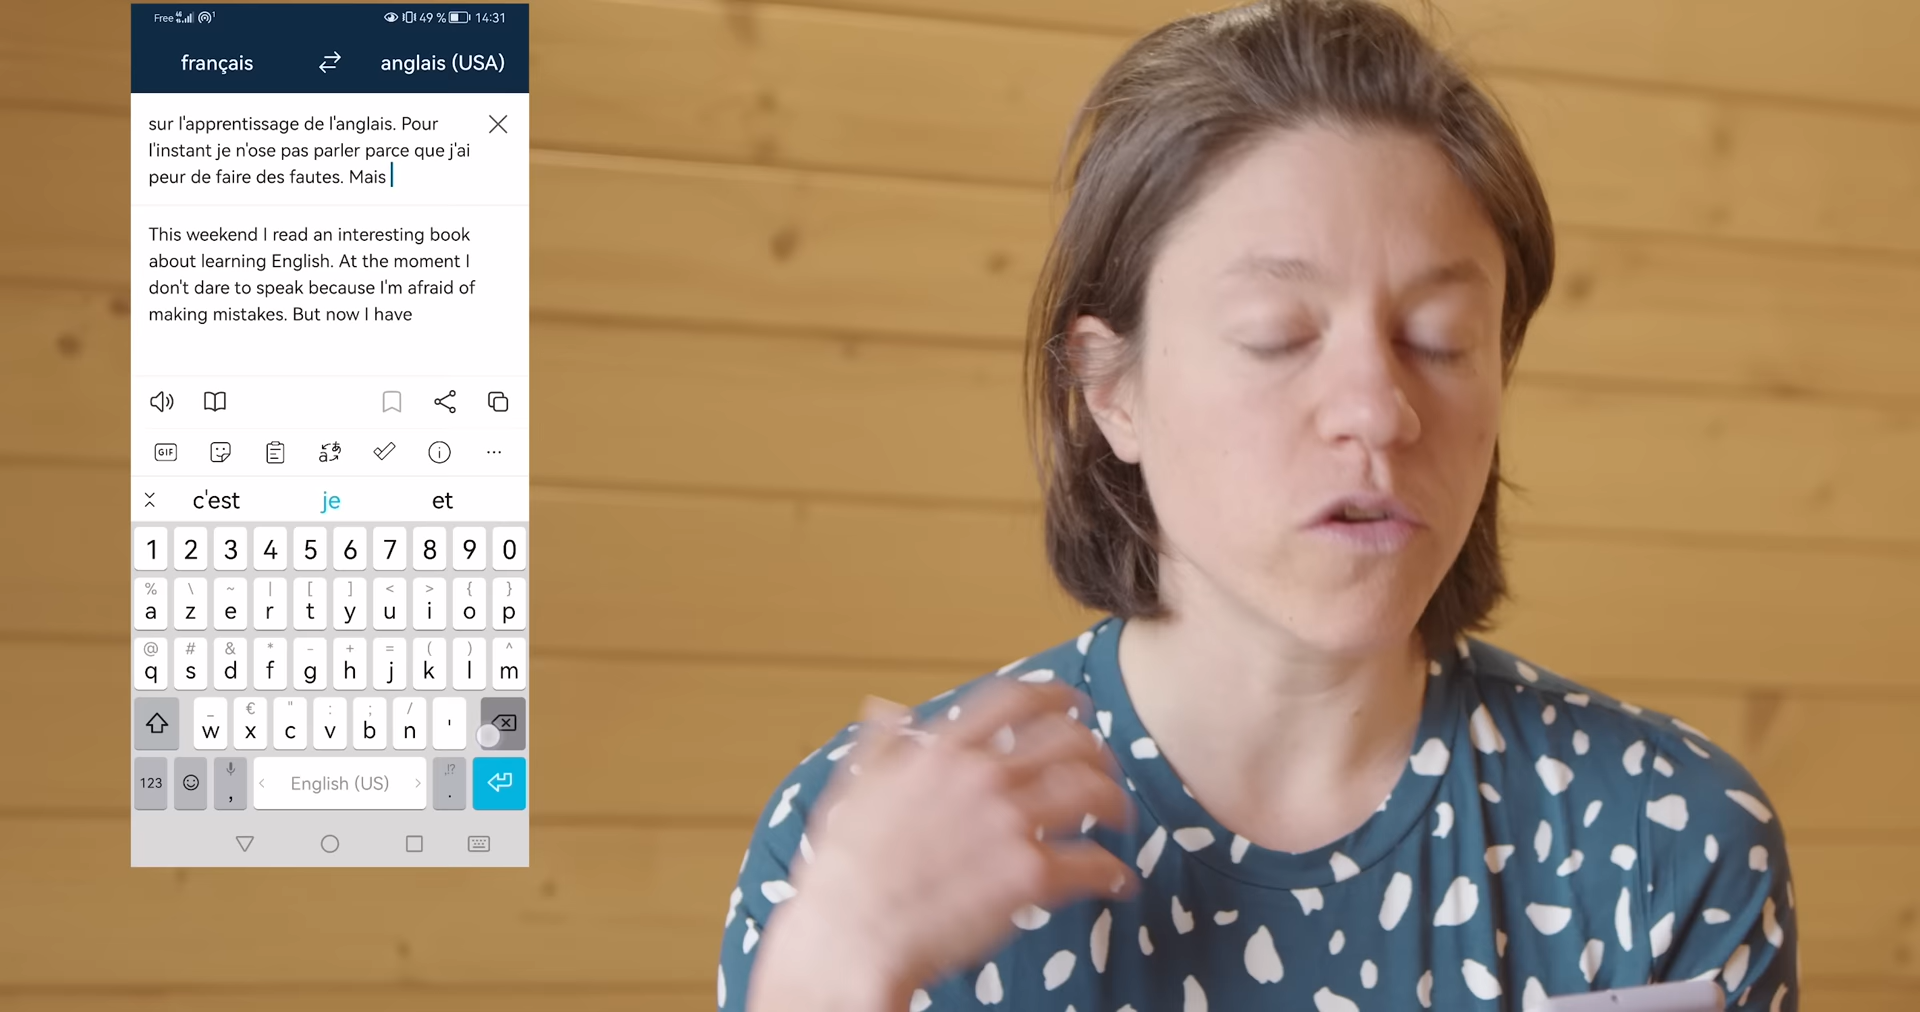 Free 14:31
49 %
français anglais (USA)
sur l'apprentissage de l'anglais. Pour
l'instant je n'ose pas parler parce que j'ai
peur de faire des fautes. Mais
This weekend I read an interesting book
about learning English. At the moment I
don't dare to speak because I'm afraid of
making mistakes. But now I have
GIF
c'est je et
1 2 3 4 5 6 7 8 9 0
% \ ~ | [ ] < > { }
a z e r t y u i o p
@ # & * - + = ( ) ^
q s d f g h j k l m
_ € " : ; /
w x c v b n '
123 , English (US) .